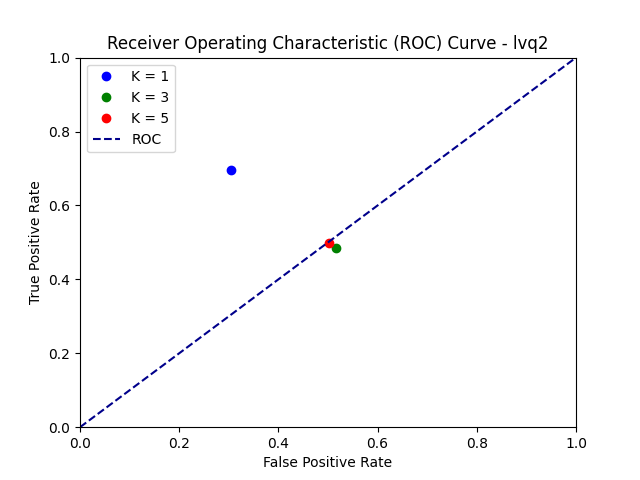 Receiver Operating Characteristic (ROC) Curve - lvq2
1.0
0.8
0.6
0.4
0.2
0.0
True Positive Rate
K = 1
K = 3
K = 5
ROC
0.0 0.2 0.4 0.6 0.8 1.0
False Positive Rate